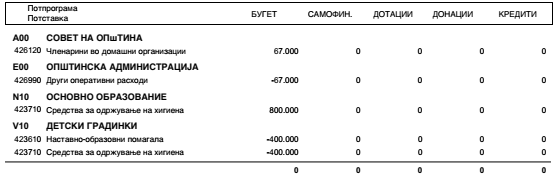 Потпрограма
Потставка БУГЕТ САМОФИН. ДОТАЦИИ ДОНАЦИИ КРЕДИТИ
A00 СОВЕТ НА ОПШТИНА
426120 Членарини во домашни организации 67.000 0 0 0 0
E00 ОПШТИНСКА АДМИНИСТРАЦИЈА
426990 Други оперативни расходи -67.000 0 0 0 0
N10 ОСНОВНО ОБРАЗОВАНИЕ
423710 Средства за одржување на хигиена 800.000 0 0 0 0
V10 ДЕТСКИ ГРАДИНКИ
423610 Наставно-образовни помагала -400.000 0 0 0 0
423710 Средства за одржување на хигиена -400.000 0 0 0 0
0 0 0 0 0